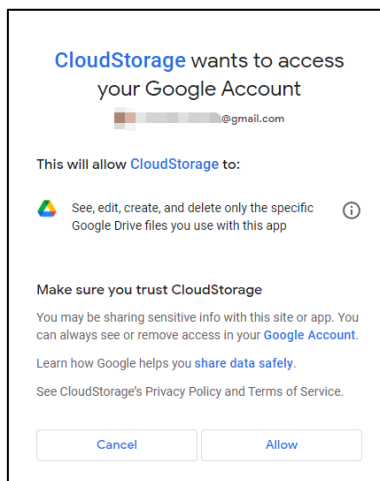 CloudStorage wants to access
your Google Account
@gmail.com
This will allow CloudStorage to:
See, edit, create, and delete only the specific
Google Drive files you use with this app
Make sure you trust CloudStorage
You may be sharing sensitive info with this site or app. You
can always see or remove access in your Google Account.
Learn how Google helps you share data safely.
See CloudStorage's Privacy Policy and Terms of Service.
Cancel
Allow